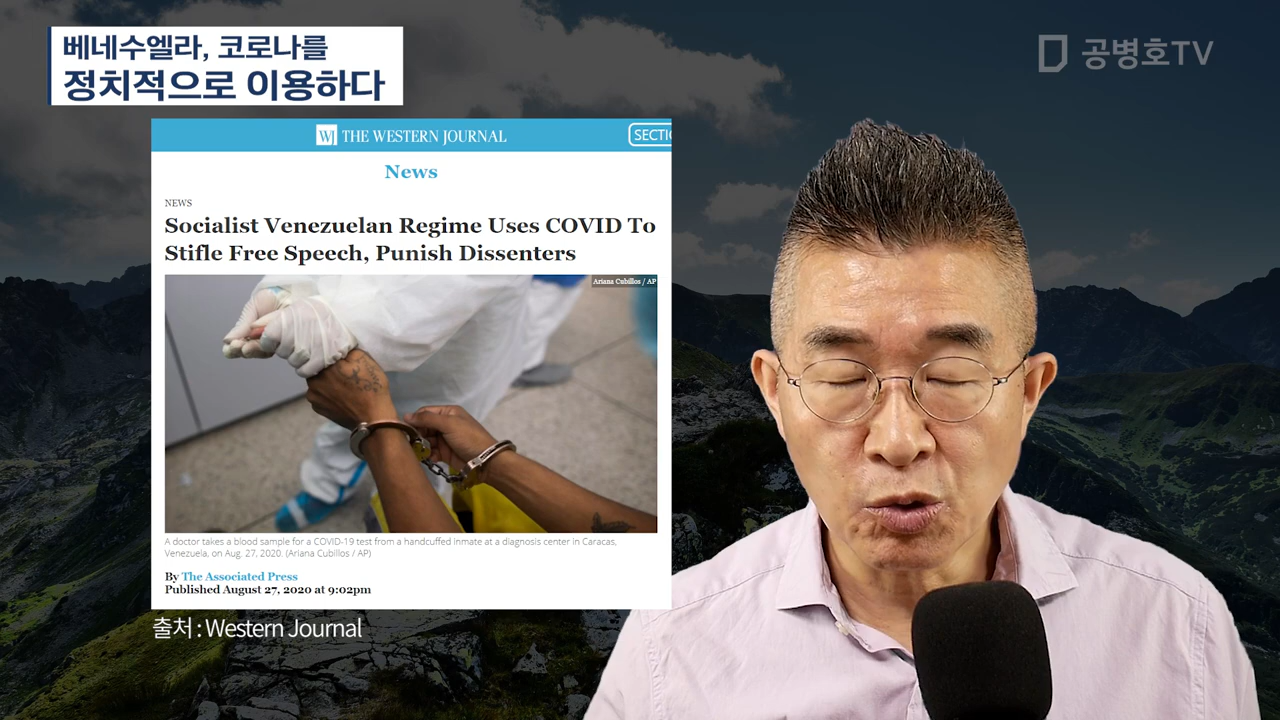 베네수엘라, 코로나를
정치적으로 이용하다
공병호TV
WJ THE WESTERN JOURNAL
SECTIO
News
NEWS
Socialist Venezuelan Regime Uses COVID To
Stifle Free Speech, Punish Dissenters
Ariana Cubillos / AP
A doctor takes a blood sample for a COVID-19 test from a handcuffed inmate at a diagnosis center in Caracas,
Venezuela, on Aug. 27, 2020. (Ariana Cubillos / AP)
By The Associated Press
Published August 27, 2020 at 9:02pm
출처 : Western Journal